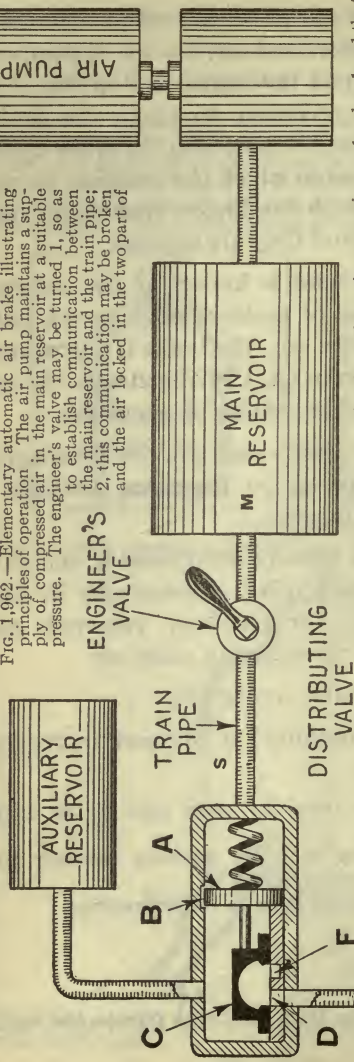 FIG. 1,962.—Elementary automatic air brake illustrating
principles of operation The air pump maintains a sup-
ply of compressed air in the main reservoir at a suitable
pressure. The engineer's valve may be turned 1, so as
to establish communication between
the main reservoir and the train pipe;
2, this communication may be broken
and the air locked in the two part of
AIR PUMP
AUXILIARY
RESERVOIR
ENGINEER'S
VALVE
MAIN
RESERVOIR
M
TRAIN
PIPE
S
DISTRIBUTING
VALVE
A
B
C
D
F